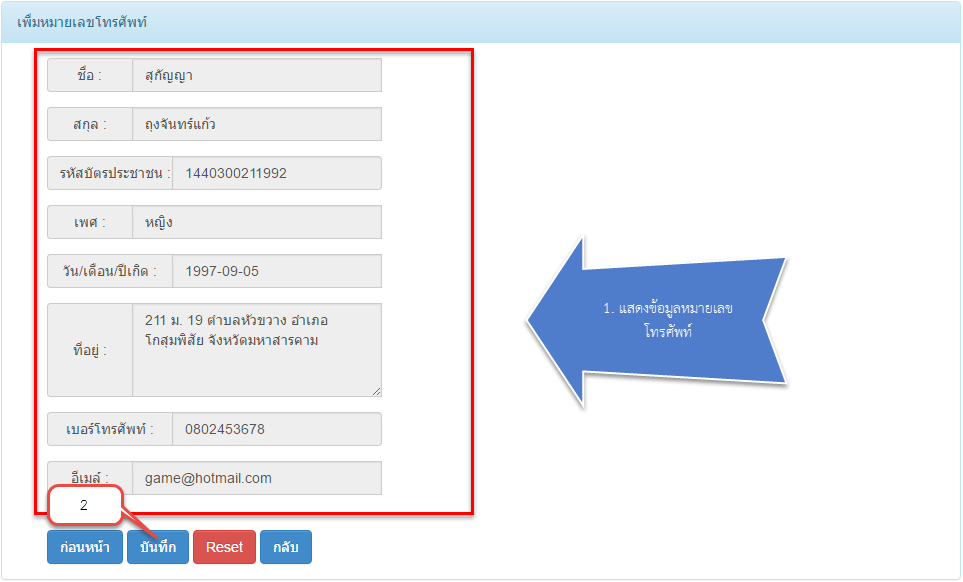 เพิ่มหมายเลขโทรศัพท์
ชื่อ : สุกัญญา
สกุล : ถุงจันทร์แก้ว
รหัสบัตรประชาชน : 1440300211992
เพศ : หญิง
วัน/เดือน/ปีเกิด : 1997-09-05
ที่อยู่ : 211 ม. 19 ตำบลหัวขวาง อำเภอ
โกสุมพิสัย จังหวัดมหาสารคาม
1. แสดงข้อมูลหมายเลข
โทรศัพท์
เบอร์โทรศัพท์ : 0802453678
อีเมล์ : game@hotmail.com
2
ก่อนหน้า บันทึก Reset กลับ